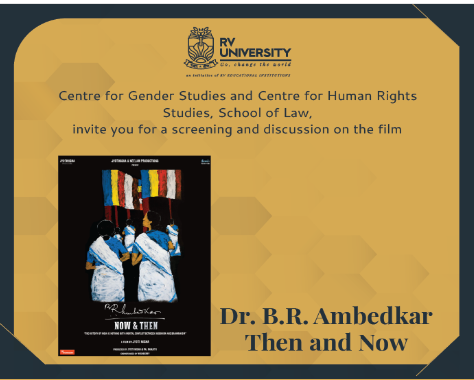 RV
UNIVERSITY
Go, change the world
an initiative of RV EDUCATIONAL INSTITUTIONS
Centre for Gender Studies and Centre for Human Rights
Studies, School of Law,
invite you for a screening and discussion on the film
B.R. Ambedkar
NOW & THEN
Dr. B.R. Ambedkar
Then and Now